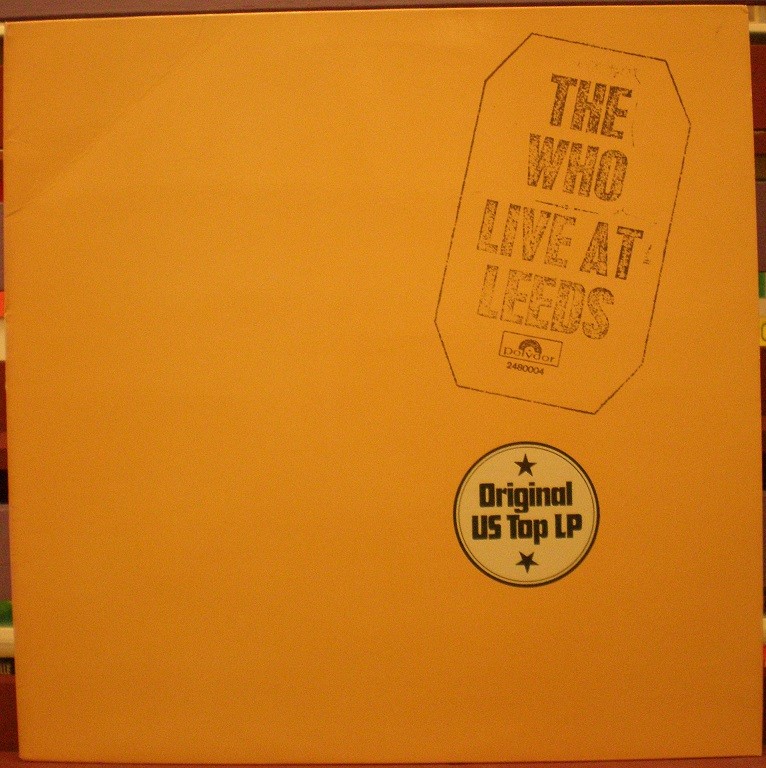 THE
WHO
LIVE AT
LEEDS
polydor
2480004
Original
US Top LP